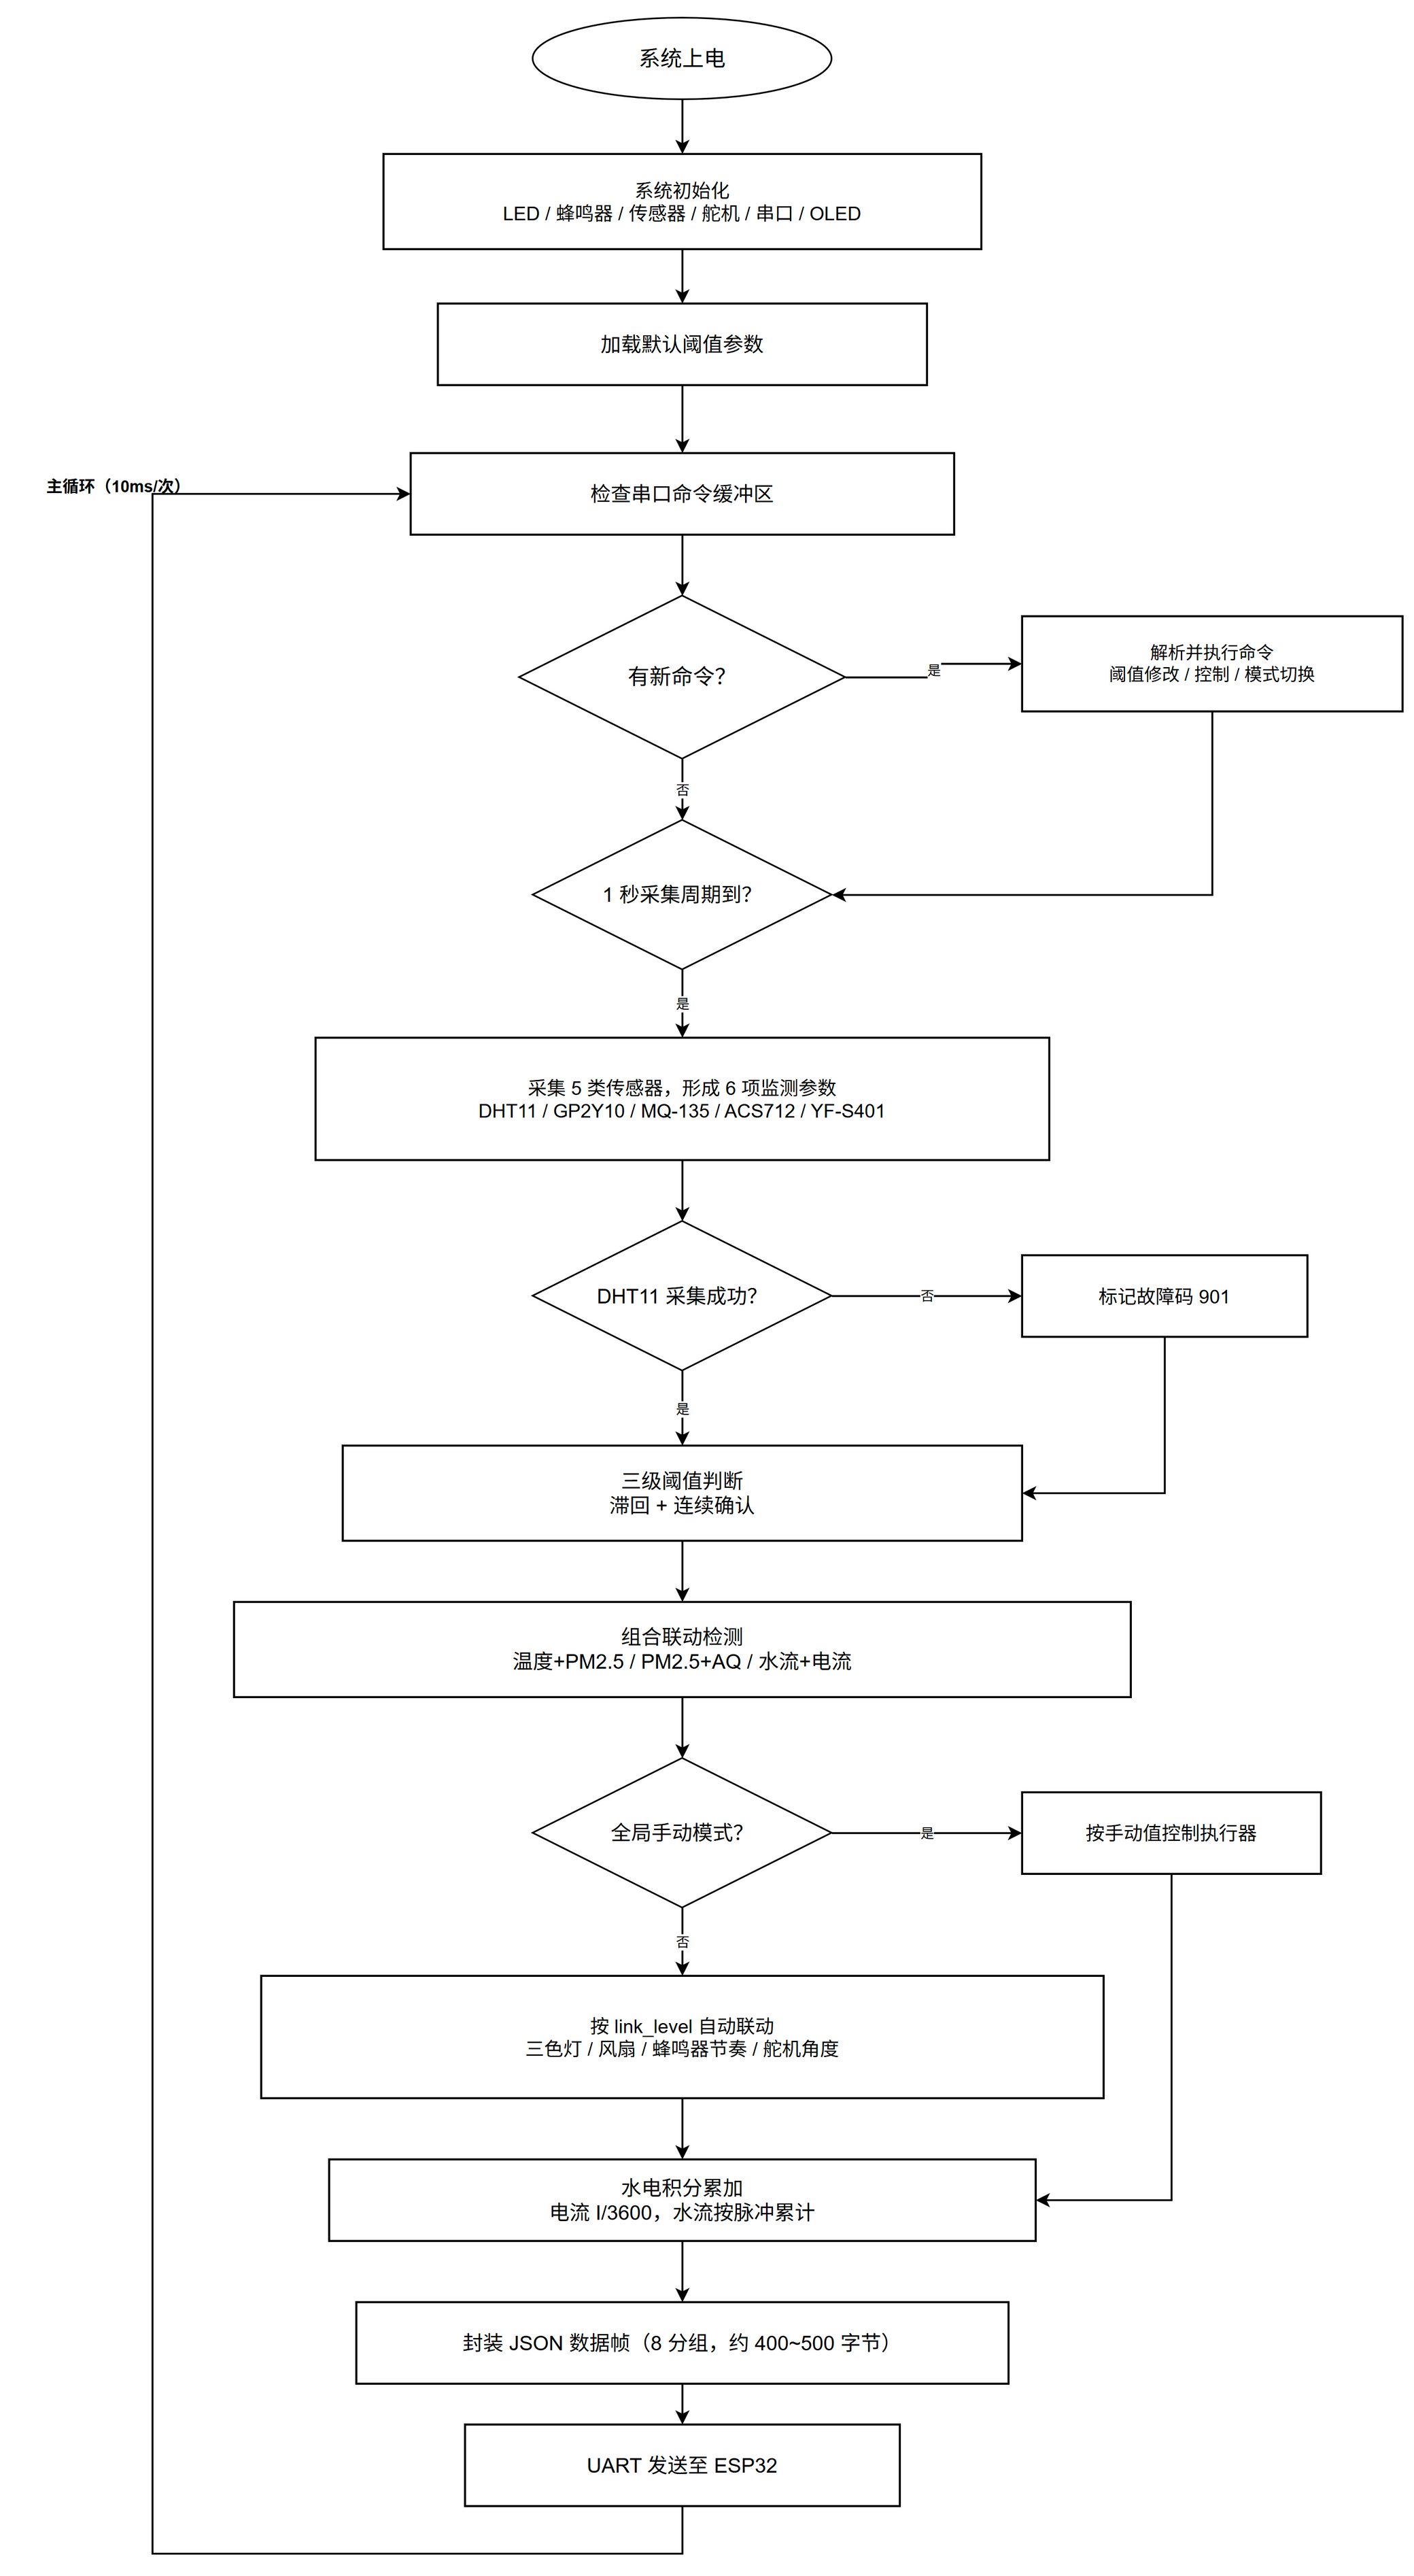 系统上电
系统初始化
LED / 蜂鸣器 / 传感器 / 舵机 / 串口 / OLED
加载默认阈值参数
主循环（10ms/次）
检查串口命令缓冲区
有新命令？
是
解析并执行命令
阈值修改 / 控制 / 模式切换
否
1 秒采集周期到？
是
采集 5 类传感器，形成 6 项监测参数
DHT11 / GP2Y10 / MQ-135 / ACS712 / YF-S401
DHT11 采集成功？
否
标记故障码 901
是
三级阈值判断
滞回 + 连续确认
组合联动检测
温度+PM2.5 / PM2.5+AQ / 水流+电流
全局手动模式？
是
按手动值控制执行器
否
按 link_level 自动联动
三色灯 / 风扇 / 蜂鸣器节奏 / 舵机角度
水电积分累加
电流 I/3600，水流按脉冲累计
封装 JSON 数据帧（8 分组，约 400~500 字节）
UART 发送至 ESP32